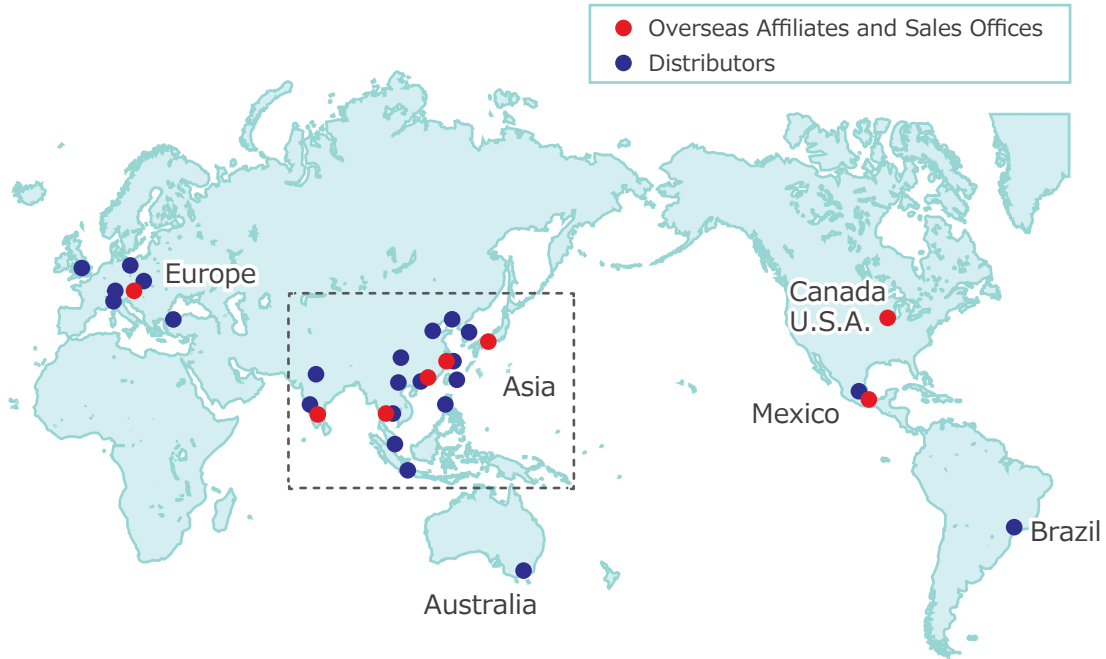 Overseas Affiliates and Sales Offices
Distributors
Europe
Canada
U.S.A.
Asia
Mexico
Brazil
Australia